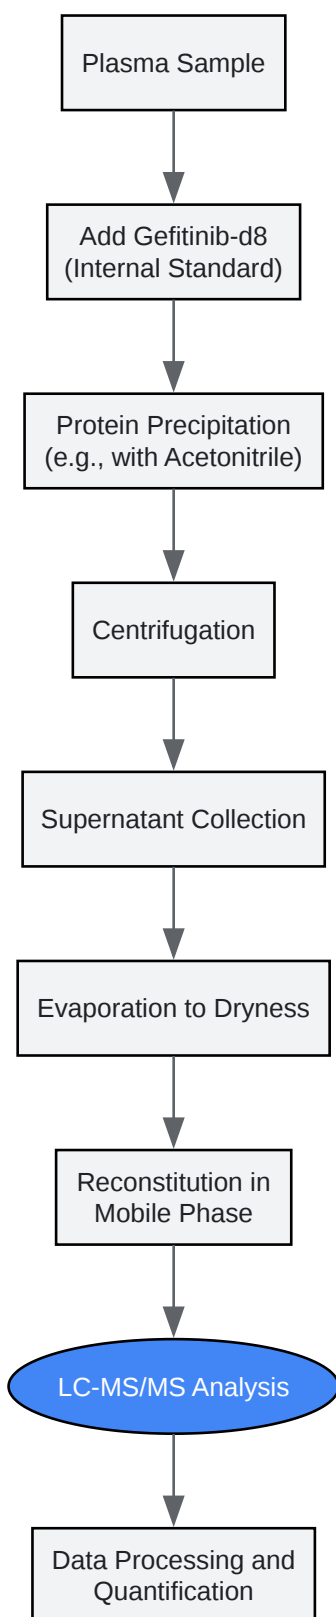 Plasma Sample
Add Gefitinib-d8
(Internal Standard)
Protein Precipitation
(e.g., with Acetonitrile)
Centrifugation
Supernatant Collection
Evaporation to Dryness
Reconstitution in
Mobile Phase
LC-MS/MS Analysis
Data Processing and
Quantification